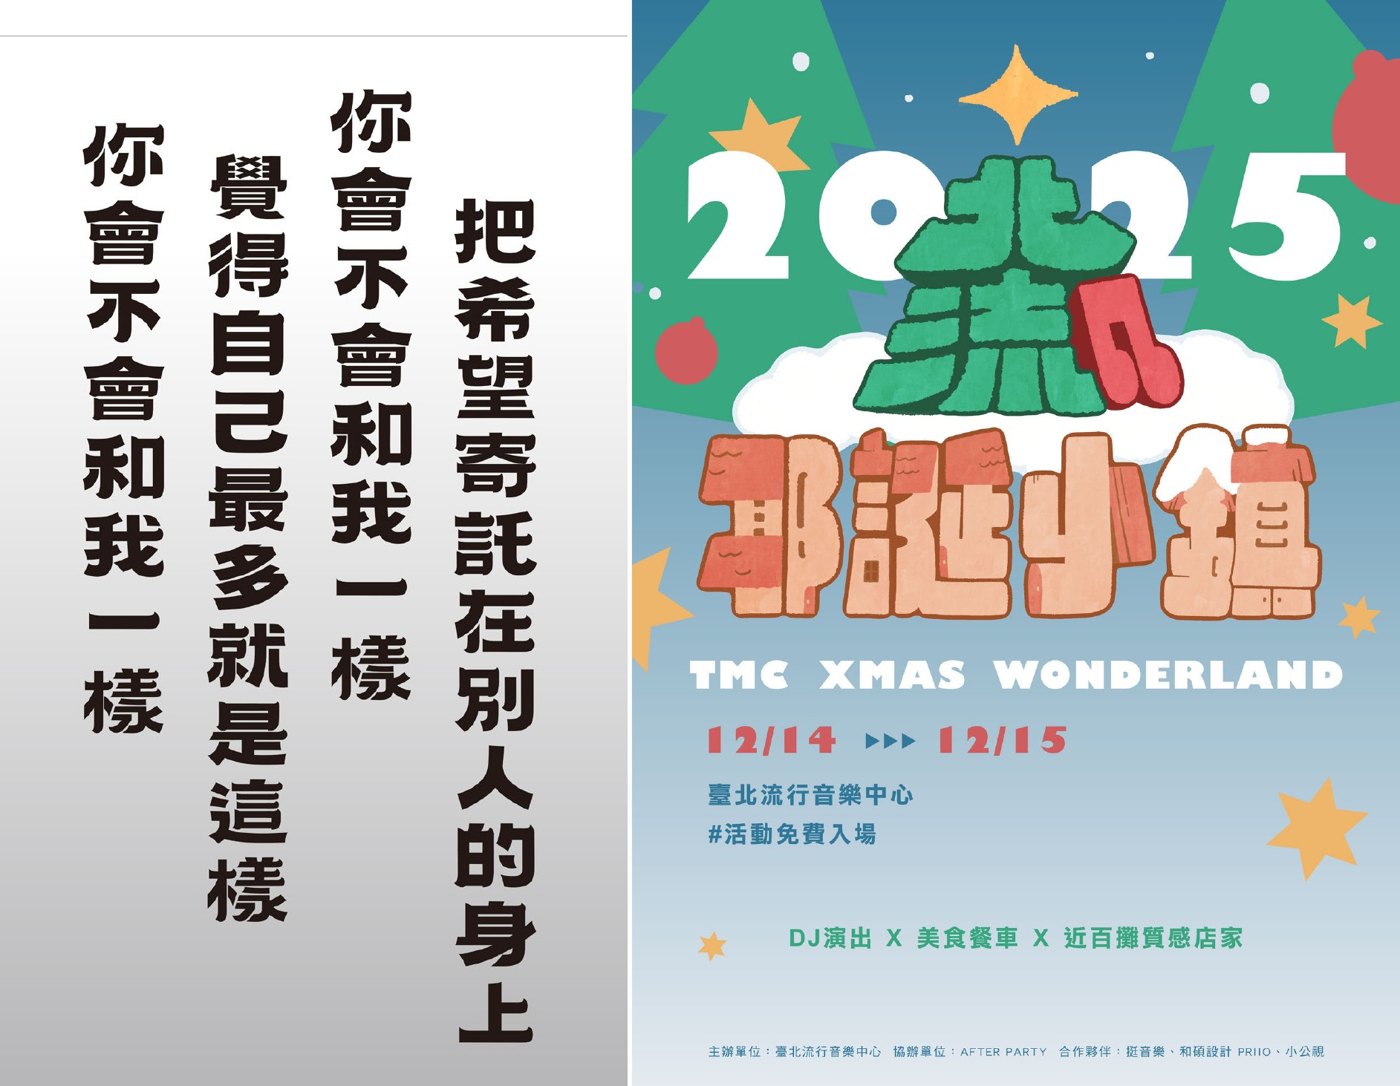 把希望寄託在別人的身上
你會不會和我一樣
覺得自己最多就是這樣
你會不會和我一樣
2025
北流
耶誕小鎮
TMC XMAS WONDERLAND
12/14 ▸▸▸ 12/15
臺北流行音樂中心
#活動免費入場
DJ演出 X 美食餐車 X 近百攤質感店家
主辦單位：臺北流行音樂中心 協辦單位：AFTER PARTY 合作夥伴：挺音樂、和碩設計 PRIIO、小公視